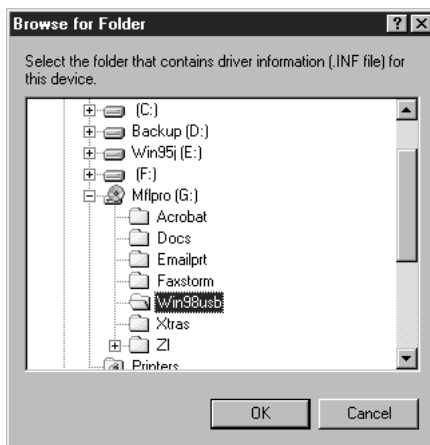 Browse for Folder
Select the folder that contains driver information (.INF file) for
this device.
(C:)
Backup (D:)
Win95j (E:)
(F:)
Mflpro (G:)
Acrobat
Docs
Emailprt
Faxstorm
Win98usb
Xtras
ZI
Printers
OK Cancel